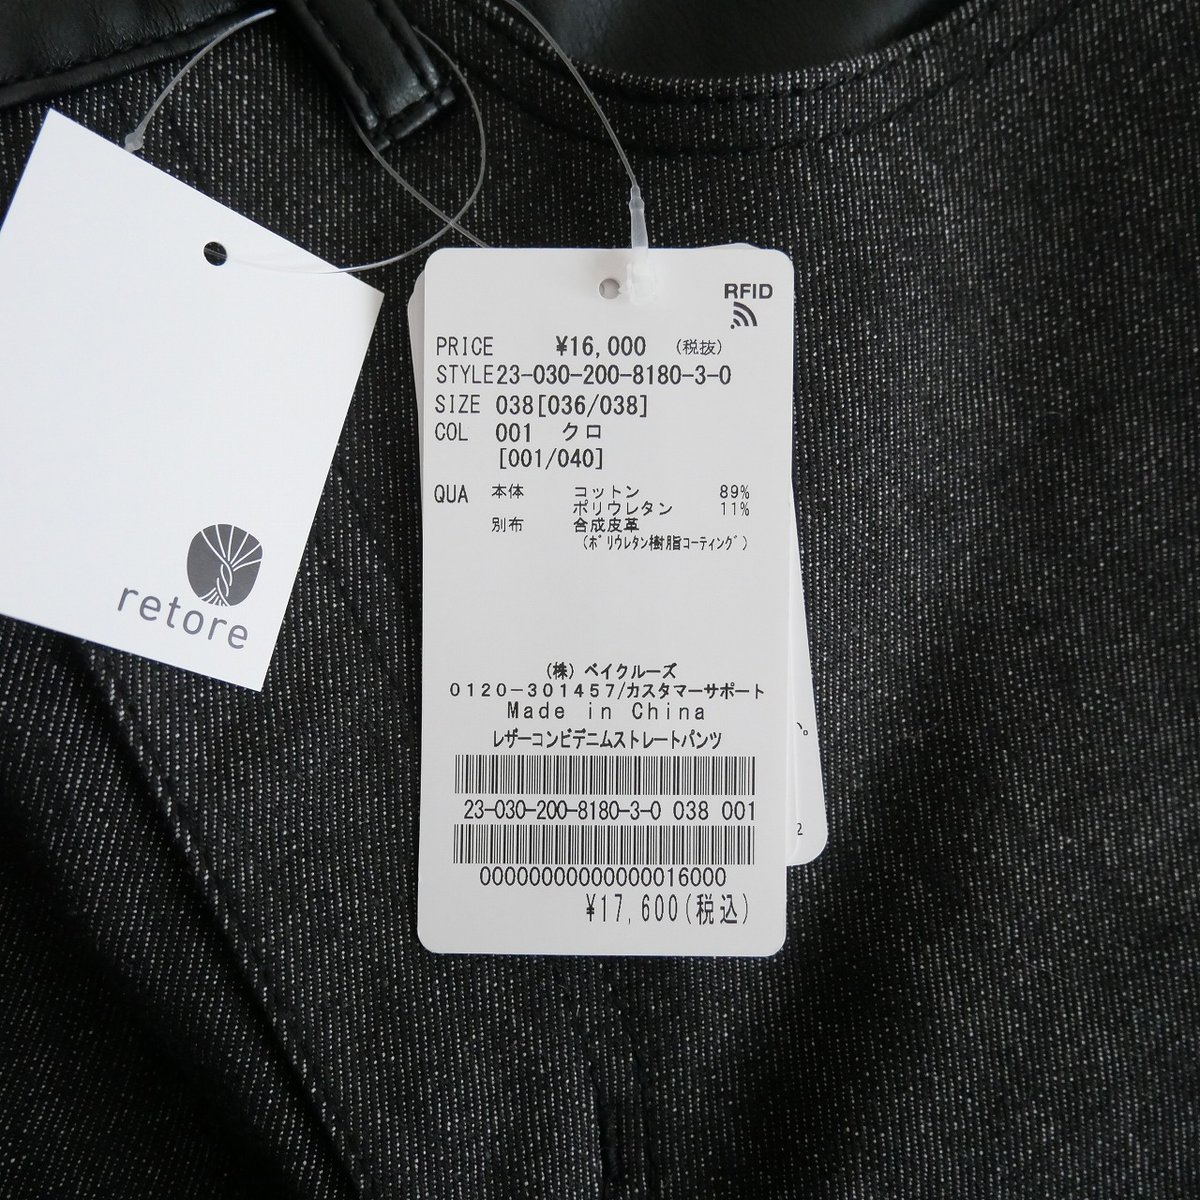 retore
RFID
PRICE ¥16,000 (税抜)
STYLE23-030-200-8180-3-0
SIZE 038[036/038]
COL 001 クロ
[001/040]
QUA 本体 コットン 89%
ポリウレタン 11%
別布 合成皮革
(ポリウレタン樹脂コーティング)
(株) ベイクルーズ
0120-301457/カスタマーサポート
Made in China
レザーコンビデニムストレートパンツ
23-030-200-8180-3-0 038 001
00000000000000016000
¥17,600(税込)
い。
2